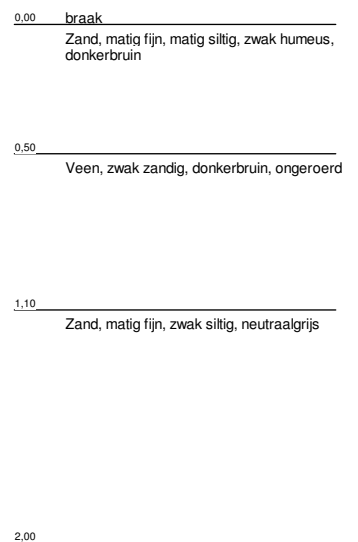 0,00 braak
Zand, matig fijn, matig siltig, zwak humeus,
donkerbruin
0,50
Veen, zwak zandig, donkerbruin, ongeroerd
1,10
Zand, matig fijn, zwak siltig, neutraalgrijs
2,00